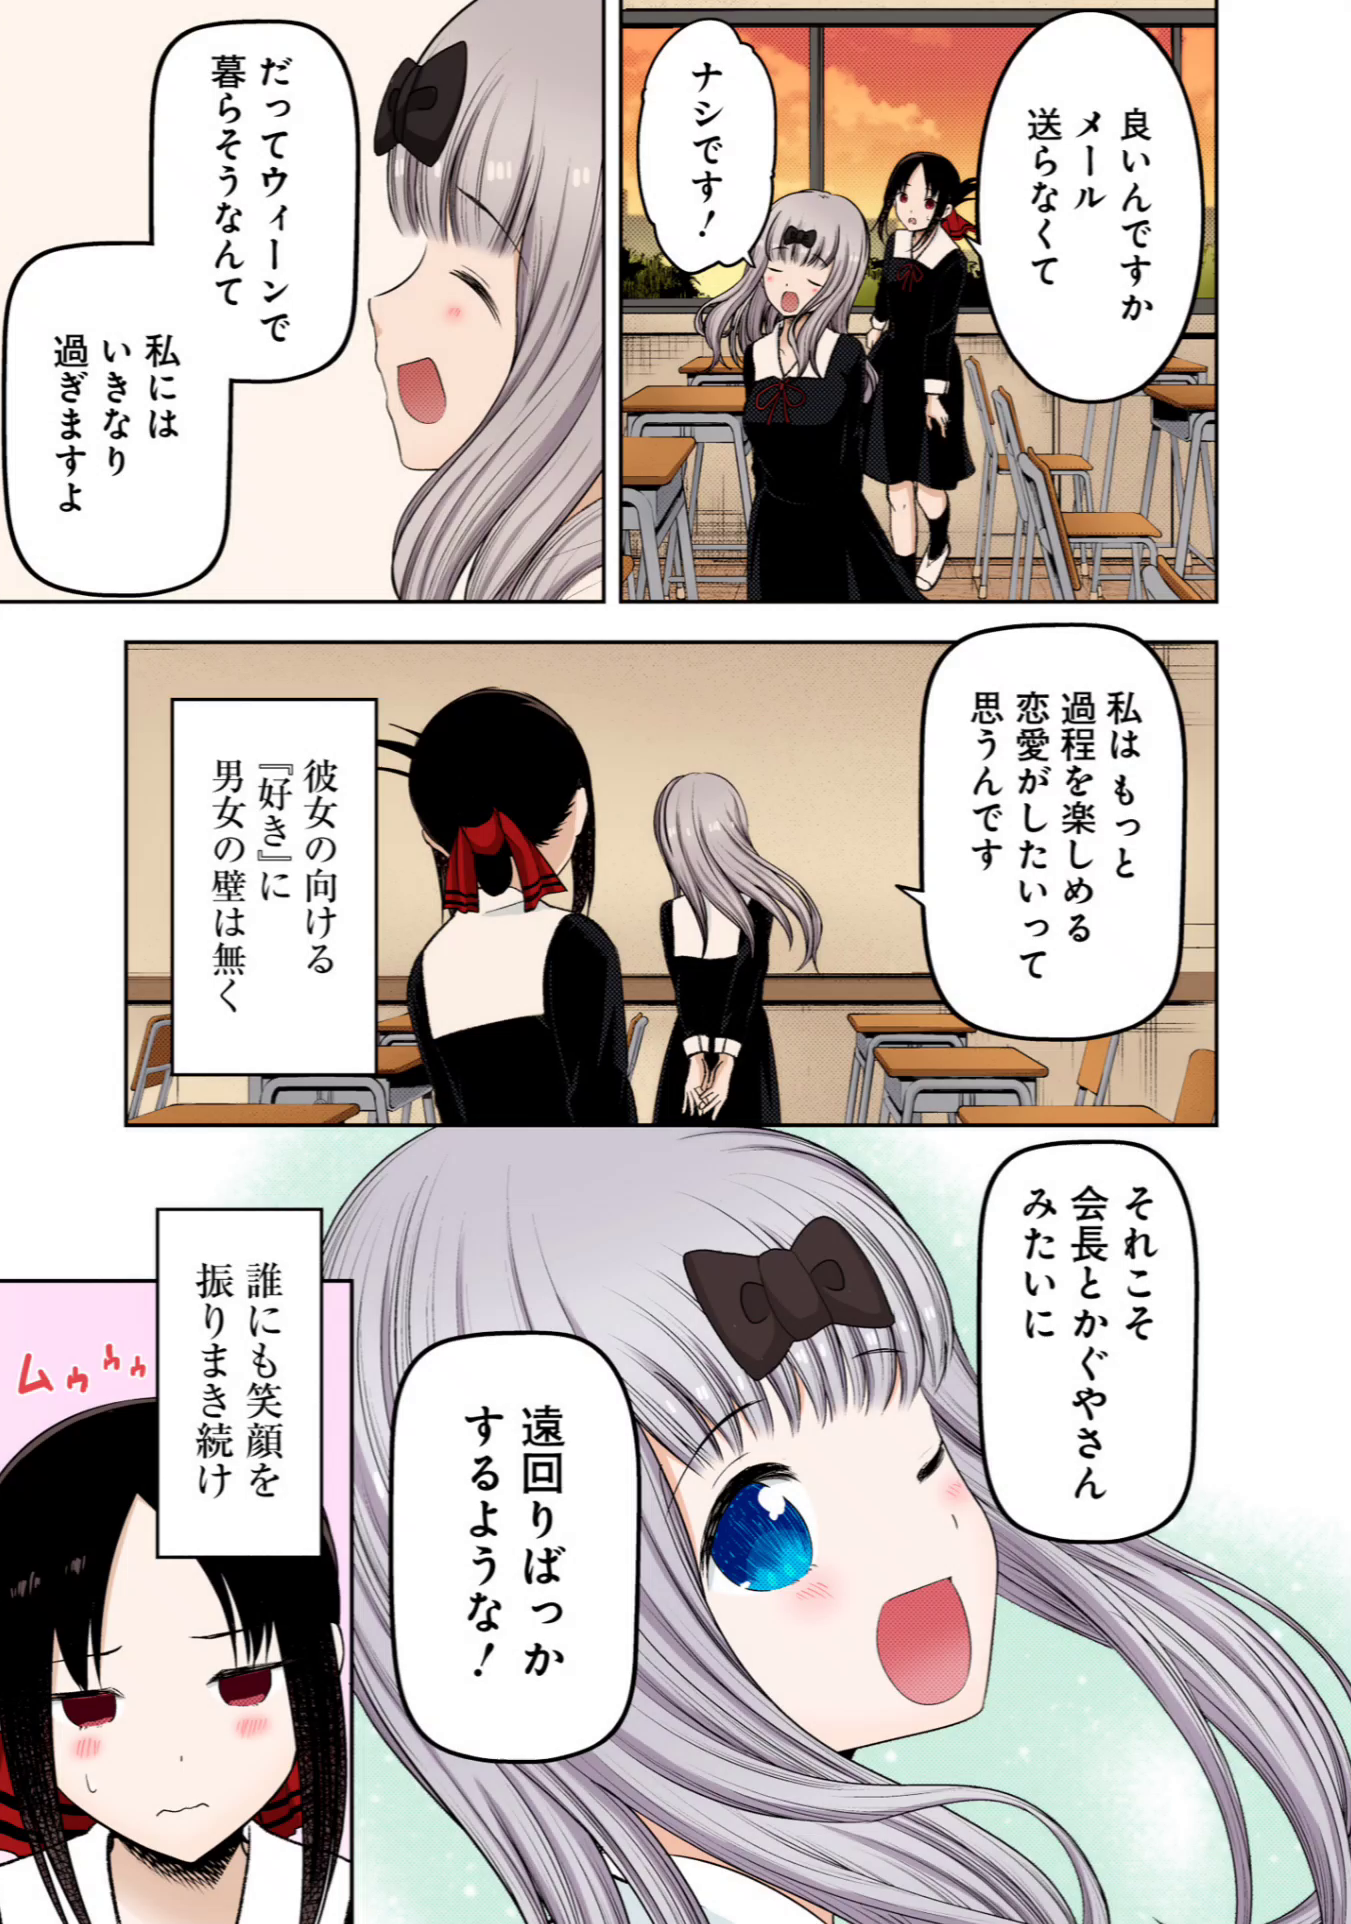 良いんですか
メール
送らなくて
ナシです！
だってウィーンで
暮らそうなんて
私には
いきなり
過ぎますよ
私はもっと
過程を楽しめる
恋愛がしたいって
思うんです
彼女の向ける
『好き』に
男女の壁は無く
それこそ
会長とかぐやさん
みたいに
遠回りばっか
するような！
誰にも笑顔を
振りまき続け
ムゥゥゥ